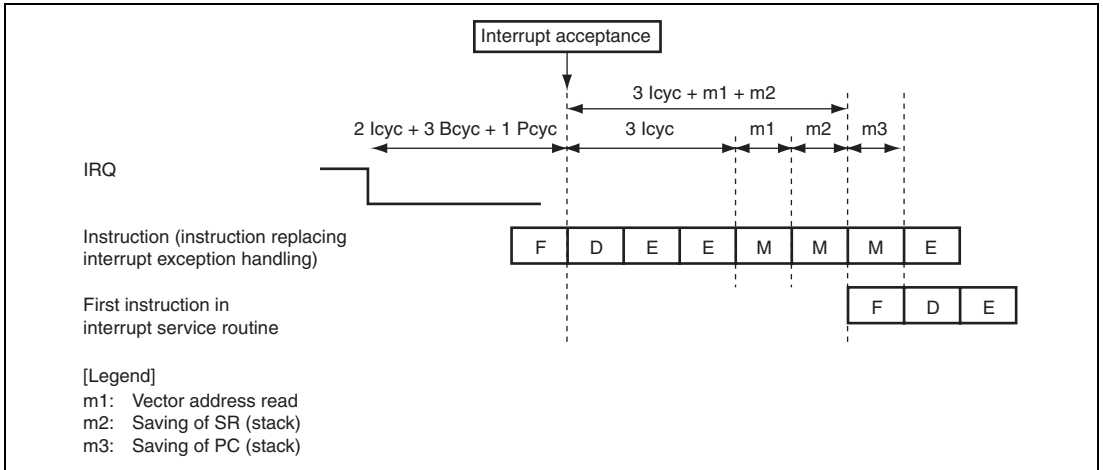 Interrupt acceptance
3 Icyc + m1 + m2
2 Icyc + 3 Bcyc + 1 Pcyc 3 Icyc m1 m2 m3
IRQ
Instruction (instruction replacing
interrupt exception handling)
F D E E M M M E
First instruction in
interrupt service routine
F D E
[Legend]
m1: Vector address read
m2: Saving of SR (stack)
m3: Saving of PC (stack)